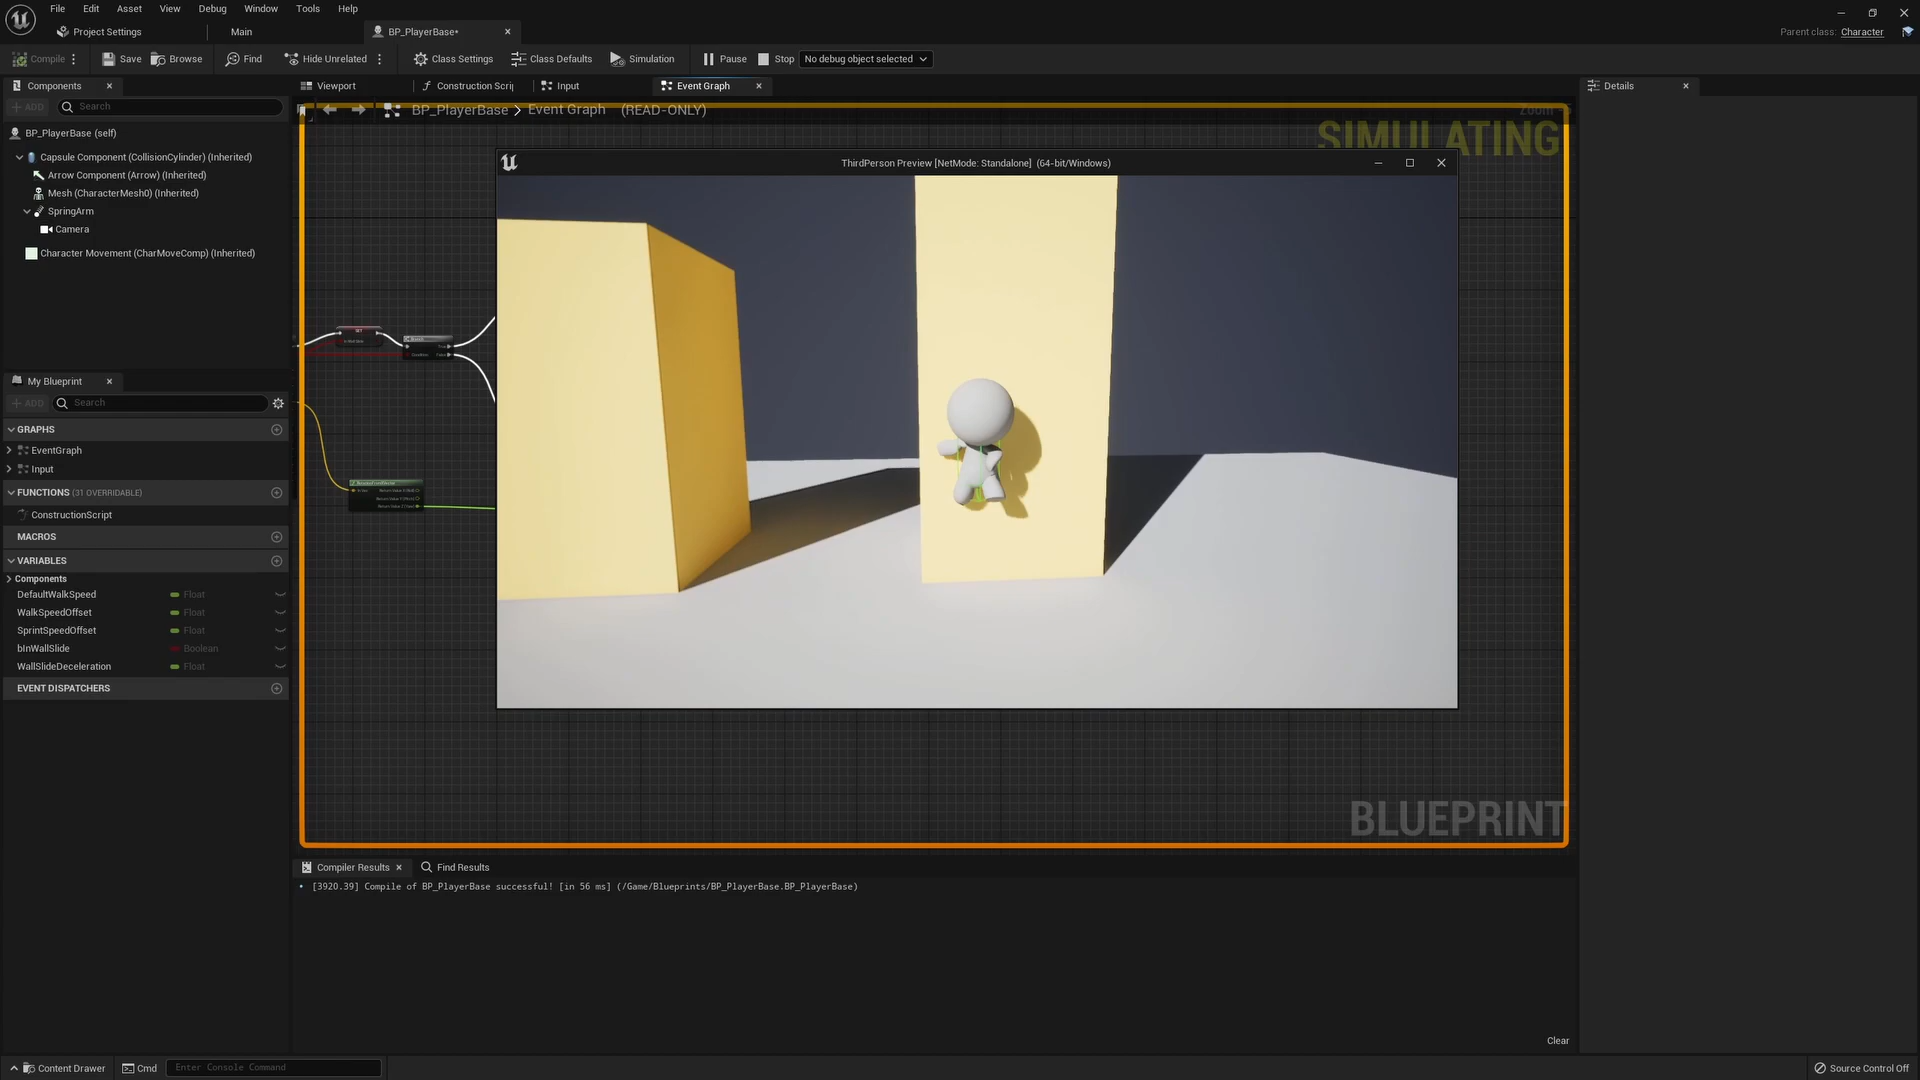 File Edit Asset View Debug Window Tools Help
Project Settings
Main
BP_PlayerBase*
Parent class: Character
Compile
Save
Browse
Find
Hide Unrelated
Class Settings
Class Defaults
Simulation
Pause
Stop
No debug object selected
Components
Viewport
Construction Scrip
Input
Event Graph
Details
ADD
Search
BP_PlayerBase > Event Graph (READ-ONLY)
Zoom
SIMULATING
BP_PlayerBase (self)
Capsule Component (CollisionCylinder) (Inherited)
Arrow Component (Arrow) (Inherited)
Mesh (CharacterMesh0) (Inherited)
SpringArm
Camera
Character Movement (CharMoveComp) (Inherited)
ThirdPerson Preview [NetMode: Standalone] (64-bit/Windows)
SET
Branch
My Blueprint
ADD
Search
GRAPHS
EventGraph
Input
FUNCTIONS (31 OVERRIDABLE)
ConstructionScript
MACROS
VARIABLES
Components
DefaultWalkSpeed Float
WalkSpeedOffset Float
SprintSpeedOffset Float
bInWallSlide Boolean
WallSlideDeceleration Float
EVENT DISPATCHERS
BLUEPRINT
Compiler Results
Find Results
[3920.39] Compile of BP_PlayerBase successful! [in 56 ms] (/Game/Blueprints/BP_PlayerBase.BP_PlayerBase)
Clear
Content Drawer
Cmd
Enter Console Command
Source Control Off